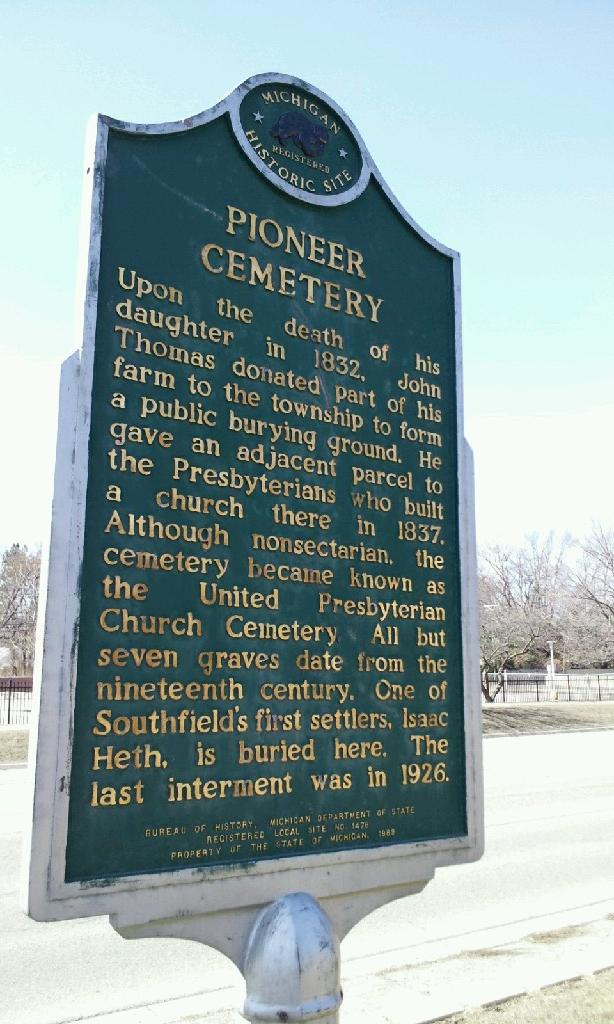 MICHIGAN
REGISTERED
HISTORIC SITE
PIONEER
CEMETERY
Upon the death of his
daughter in 1832, John
Thomas donated part of his
farm to the township to form
a public burying ground. He
gave an adjacent parcel to
the Presbyterians who built
a church there in 1837.
Although nonsectarian, the
cemetery became known as
the United Presbyterian
Church Cemetery. All but
seven graves date from the
nineteenth century. One of
Southfield's first settlers, Isaac
Heth, is buried here. The
last interment was in 1926.
BUREAU OF HISTORY, MICHIGAN DEPARTMENT OF STATE
REGISTERED LOCAL SITE NO. 1476
PROPERTY OF THE STATE OF MICHIGAN, 1989